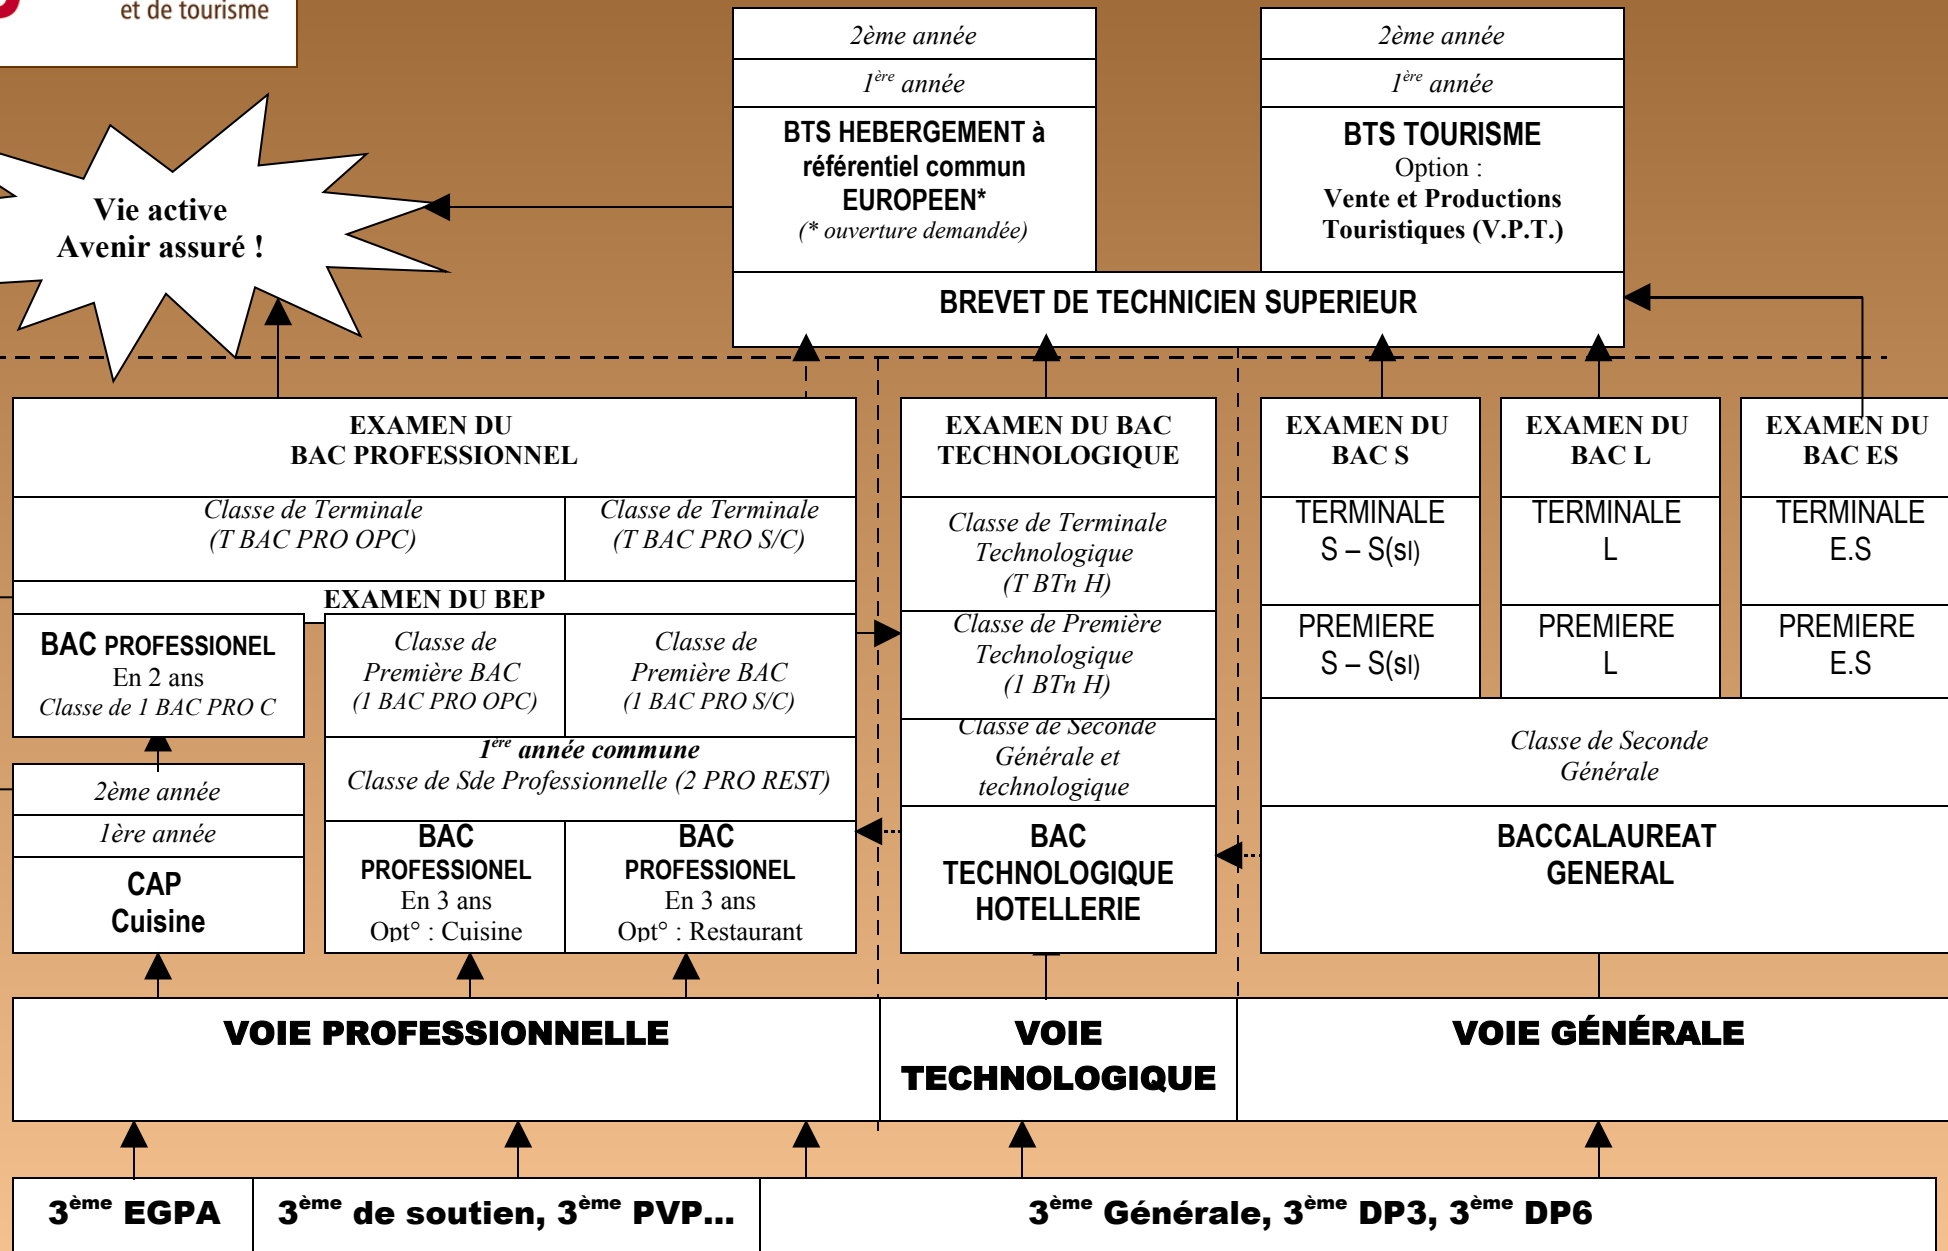 et de tourisme
2ème année
1ère année
BTS HEBERGEMENT à
référentiel commun
EUROPEEN*
(* ouverture demandée)
2ème année
1ère année
BTS TOURISME
Option :
Vente et Productions
Touristiques (V.P.T.)
Vie active
Avenir assuré !
BREVET DE TECHNICIEN SUPERIEUR
EXAMEN DU
BAC PROFESSIONNEL
Classe de Terminale
(T BAC PRO OPC)
Classe de Terminale
(T BAC PRO S/C)
EXAMEN DU BEP
BAC PROFESSIONEL
En 2 ans
Classe de 1 BAC PRO C
Classe de
Première BAC
(1 BAC PRO OPC)
Classe de
Première BAC
(1 BAC PRO S/C)
1ère année commune
Classe de Sde Professionnelle (2 PRO REST)
2ème année
1ère année
CAP
Cuisine
BAC
PROFESSIONEL
En 3 ans
Opt° : Cuisine
BAC
PROFESSIONEL
En 3 ans
Opt° : Restaurant
EXAMEN DU BAC
TECHNOLOGIQUE
Classe de Terminale
Technologique
(T BTn H)
Classe de Première
Technologique
(1 BTn H)
Classe de Seconde
Générale et
technologique
BAC
TECHNOLOGIQUE
HOTELLERIE
EXAMEN DU
BAC S
TERMINALE
S – S(sI)
PREMIERE
S – S(sI)
EXAMEN DU
BAC L
TERMINALE
L
PREMIERE
L
EXAMEN DU
BAC ES
TERMINALE
E.S
PREMIERE
E.S
Classe de Seconde
Générale
BACCALAUREAT
GENERAL
VOIE PROFESSIONNELLE
VOIE
TECHNOLOGIQUE
VOIE GÉNÉRALE
3ème EGPA
3ème de soutien, 3ème PVP...
3ème Générale, 3ème DP3, 3ème DP6